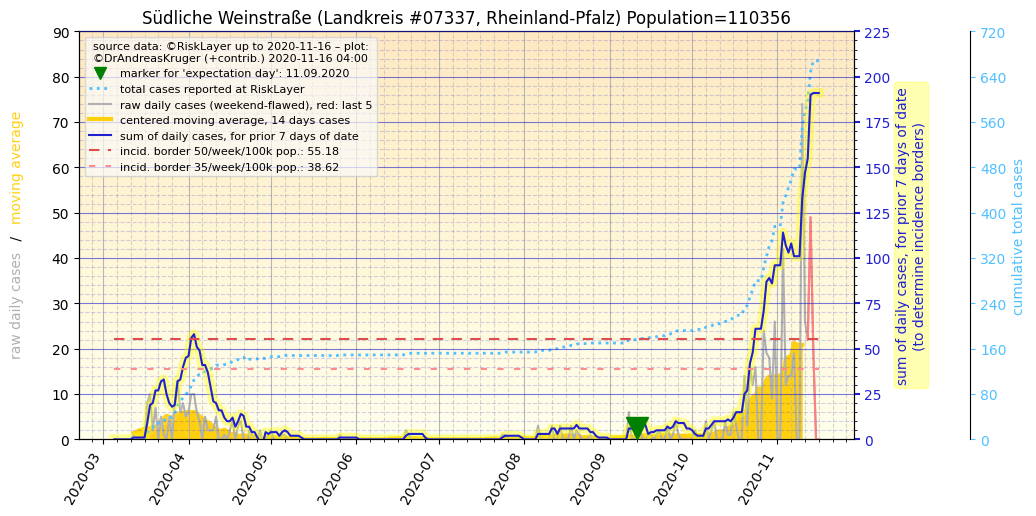 Südliche Weinstraße (Landkreis #07337, Rheinland-Pfalz) Population=110356
source data: ©RiskLayer up to 2020-11-16 – plot:
©DrAndreasKruger (+contrib.) 2020-11-16 04:00
marker for 'expectation day': 11.09.2020
total cases reported at RiskLayer
raw daily cases (weekend-flawed), red: last 5
centered moving average, 14 days cases
sum of daily cases, for prior 7 days of date
incid. border 50/week/100k pop.: 55.18
incid. border 35/week/100k pop.: 38.62
raw daily cases / moving average
90
80
70
60
50
40
30
20
10
0
225
200
175
150
125
100
75
50
25
0
sum of daily cases, for prior 7 days of date
(to determine incidence borders)
720
640
560
480
400
320
240
160
80
0
cumulative total cases
2020-03
2020-04
2020-05
2020-06
2020-07
2020-08
2020-09
2020-10
2020-11